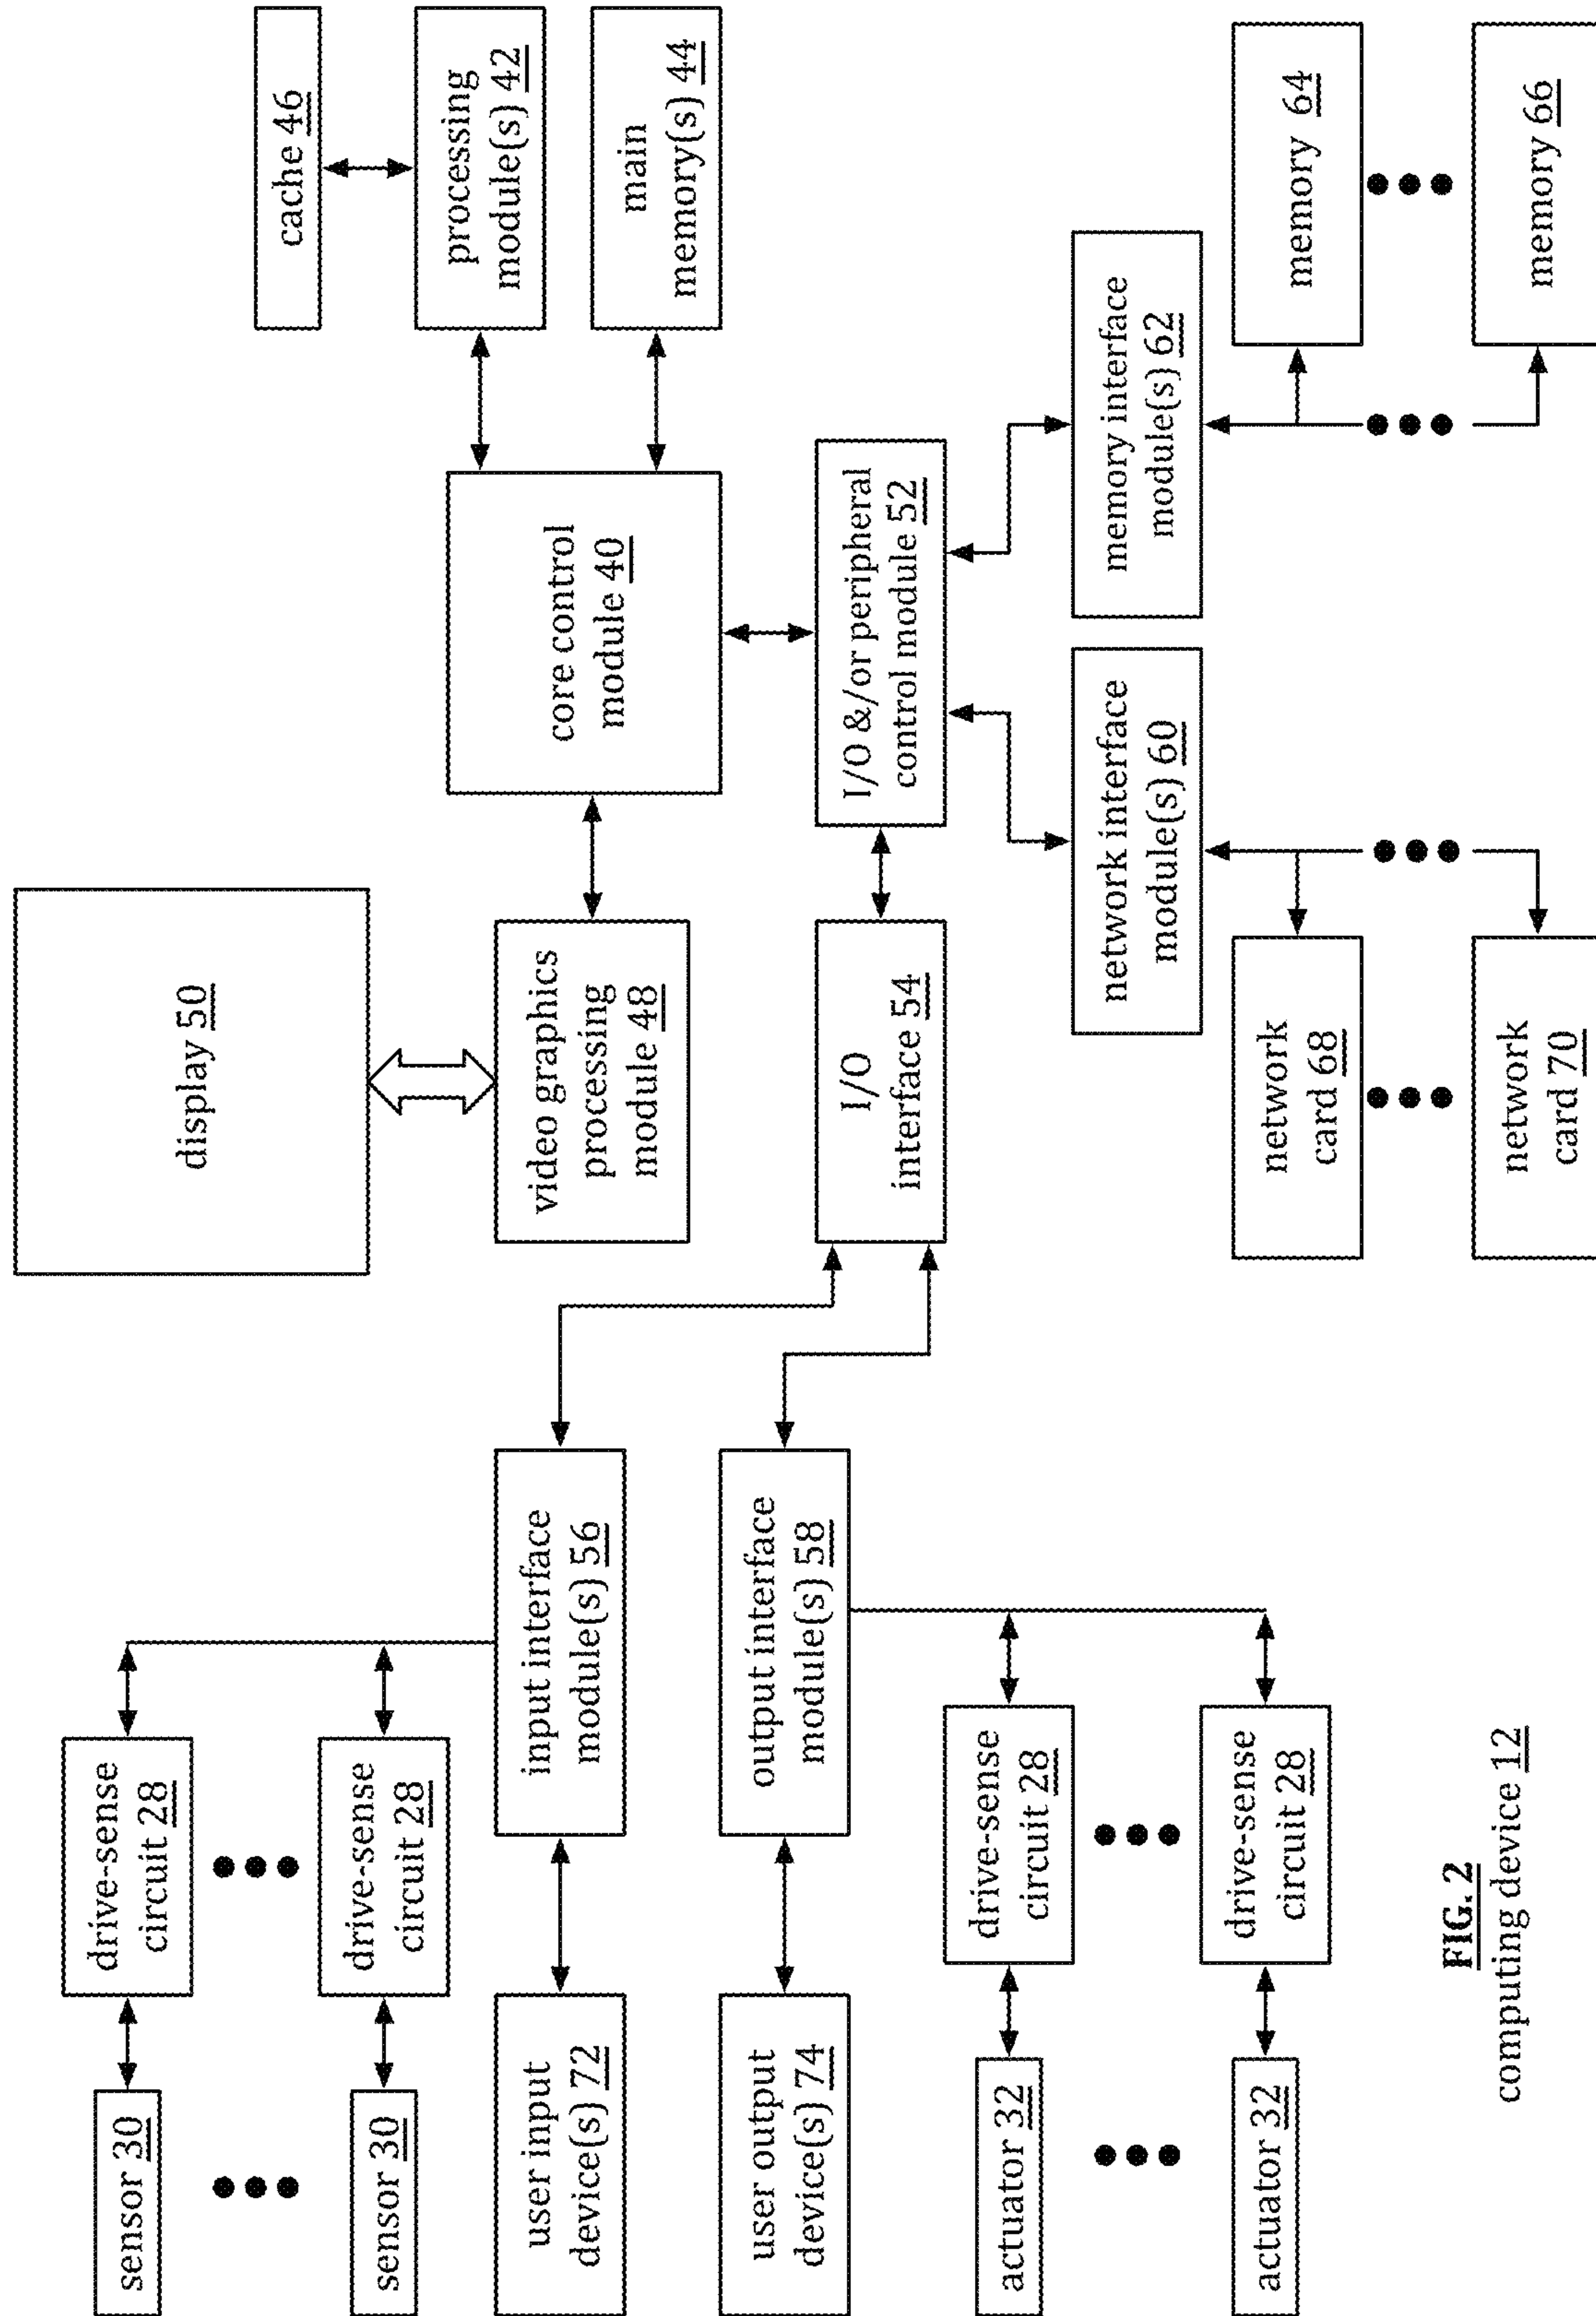 display 50
cache 46
processing
module(s) 42
main
memory(s) 44
core control
module 40
video graphics
processing
module 48
sensor 30
drive-sense
circuit 28
sensor 30
drive-sense
circuit 28
user input
device(s) 72
input interface
module(s) 56
user output
device(s) 74
output interface
module(s) 58
I/O
interface 54
I/O &/or peripheral
control module 52
actuator 32
drive-sense
circuit 28
actuator 32
drive-sense
circuit 28
network interface
module(s) 60
memory interface
module(s) 62
network
card 68
memory 64
network
card 70
memory 66
FIG. 2
computing device 12